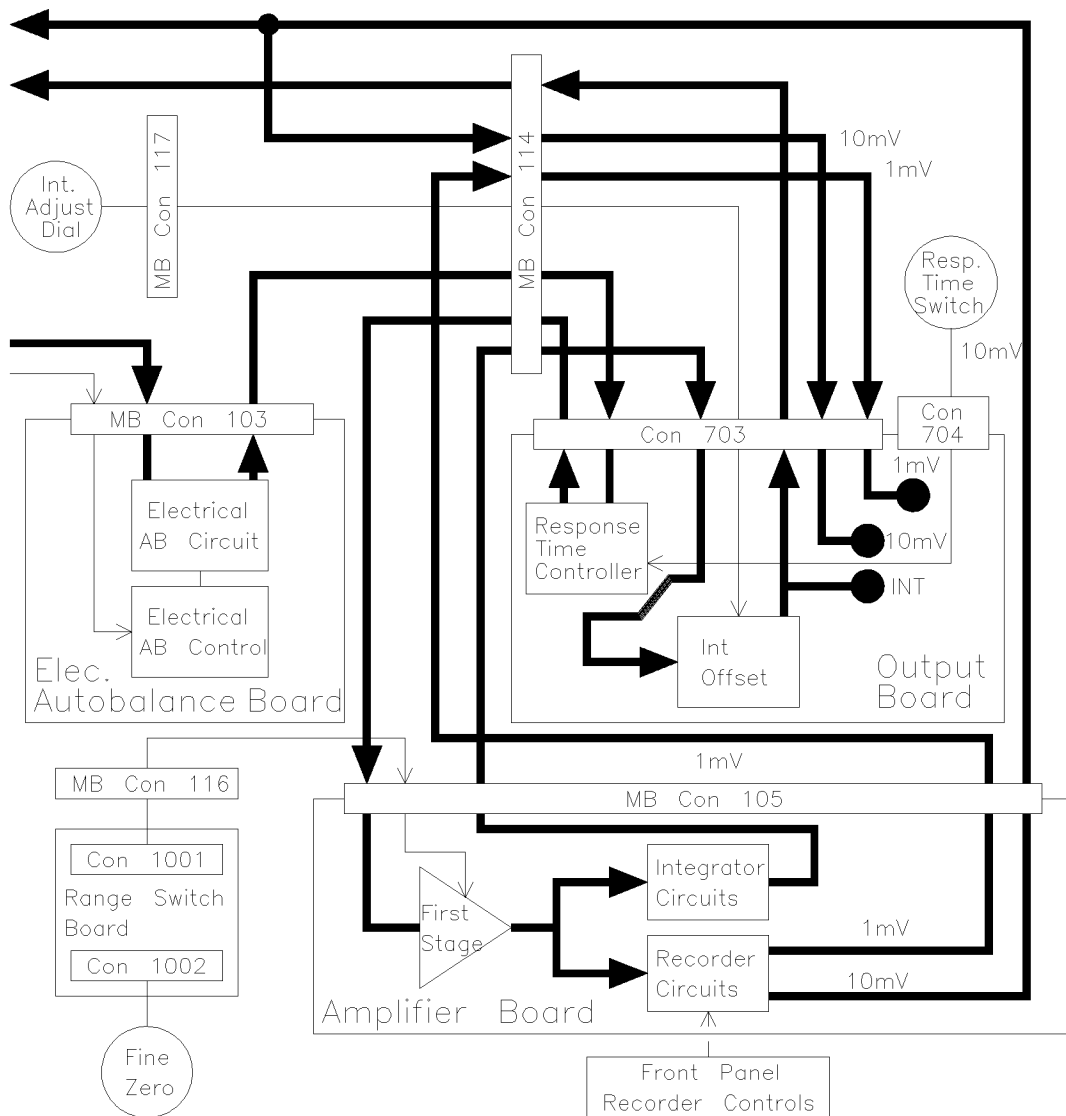 10mV
1mV
MB Con 117
MB Con 114
Int.
Adjust
Dial
Resp.
Time
Switch
10mV
MB Con 103
Con 703
Con
704
1mV
Electrical
AB Circuit
Response
Time
Controller
10mV
INT
Electrical
AB Control
Int
Offset
Elec.
Autobalance Board
Output
Board
1mV
MB Con 116
MB Con 105
Con 1001
Range Switch
Board
Con 1002
First
Stage
Integrator
Circuits
1mV
Recorder
Circuits
10mV
Amplifier Board
Fine
Zero
Front Panel
Recorder Controls